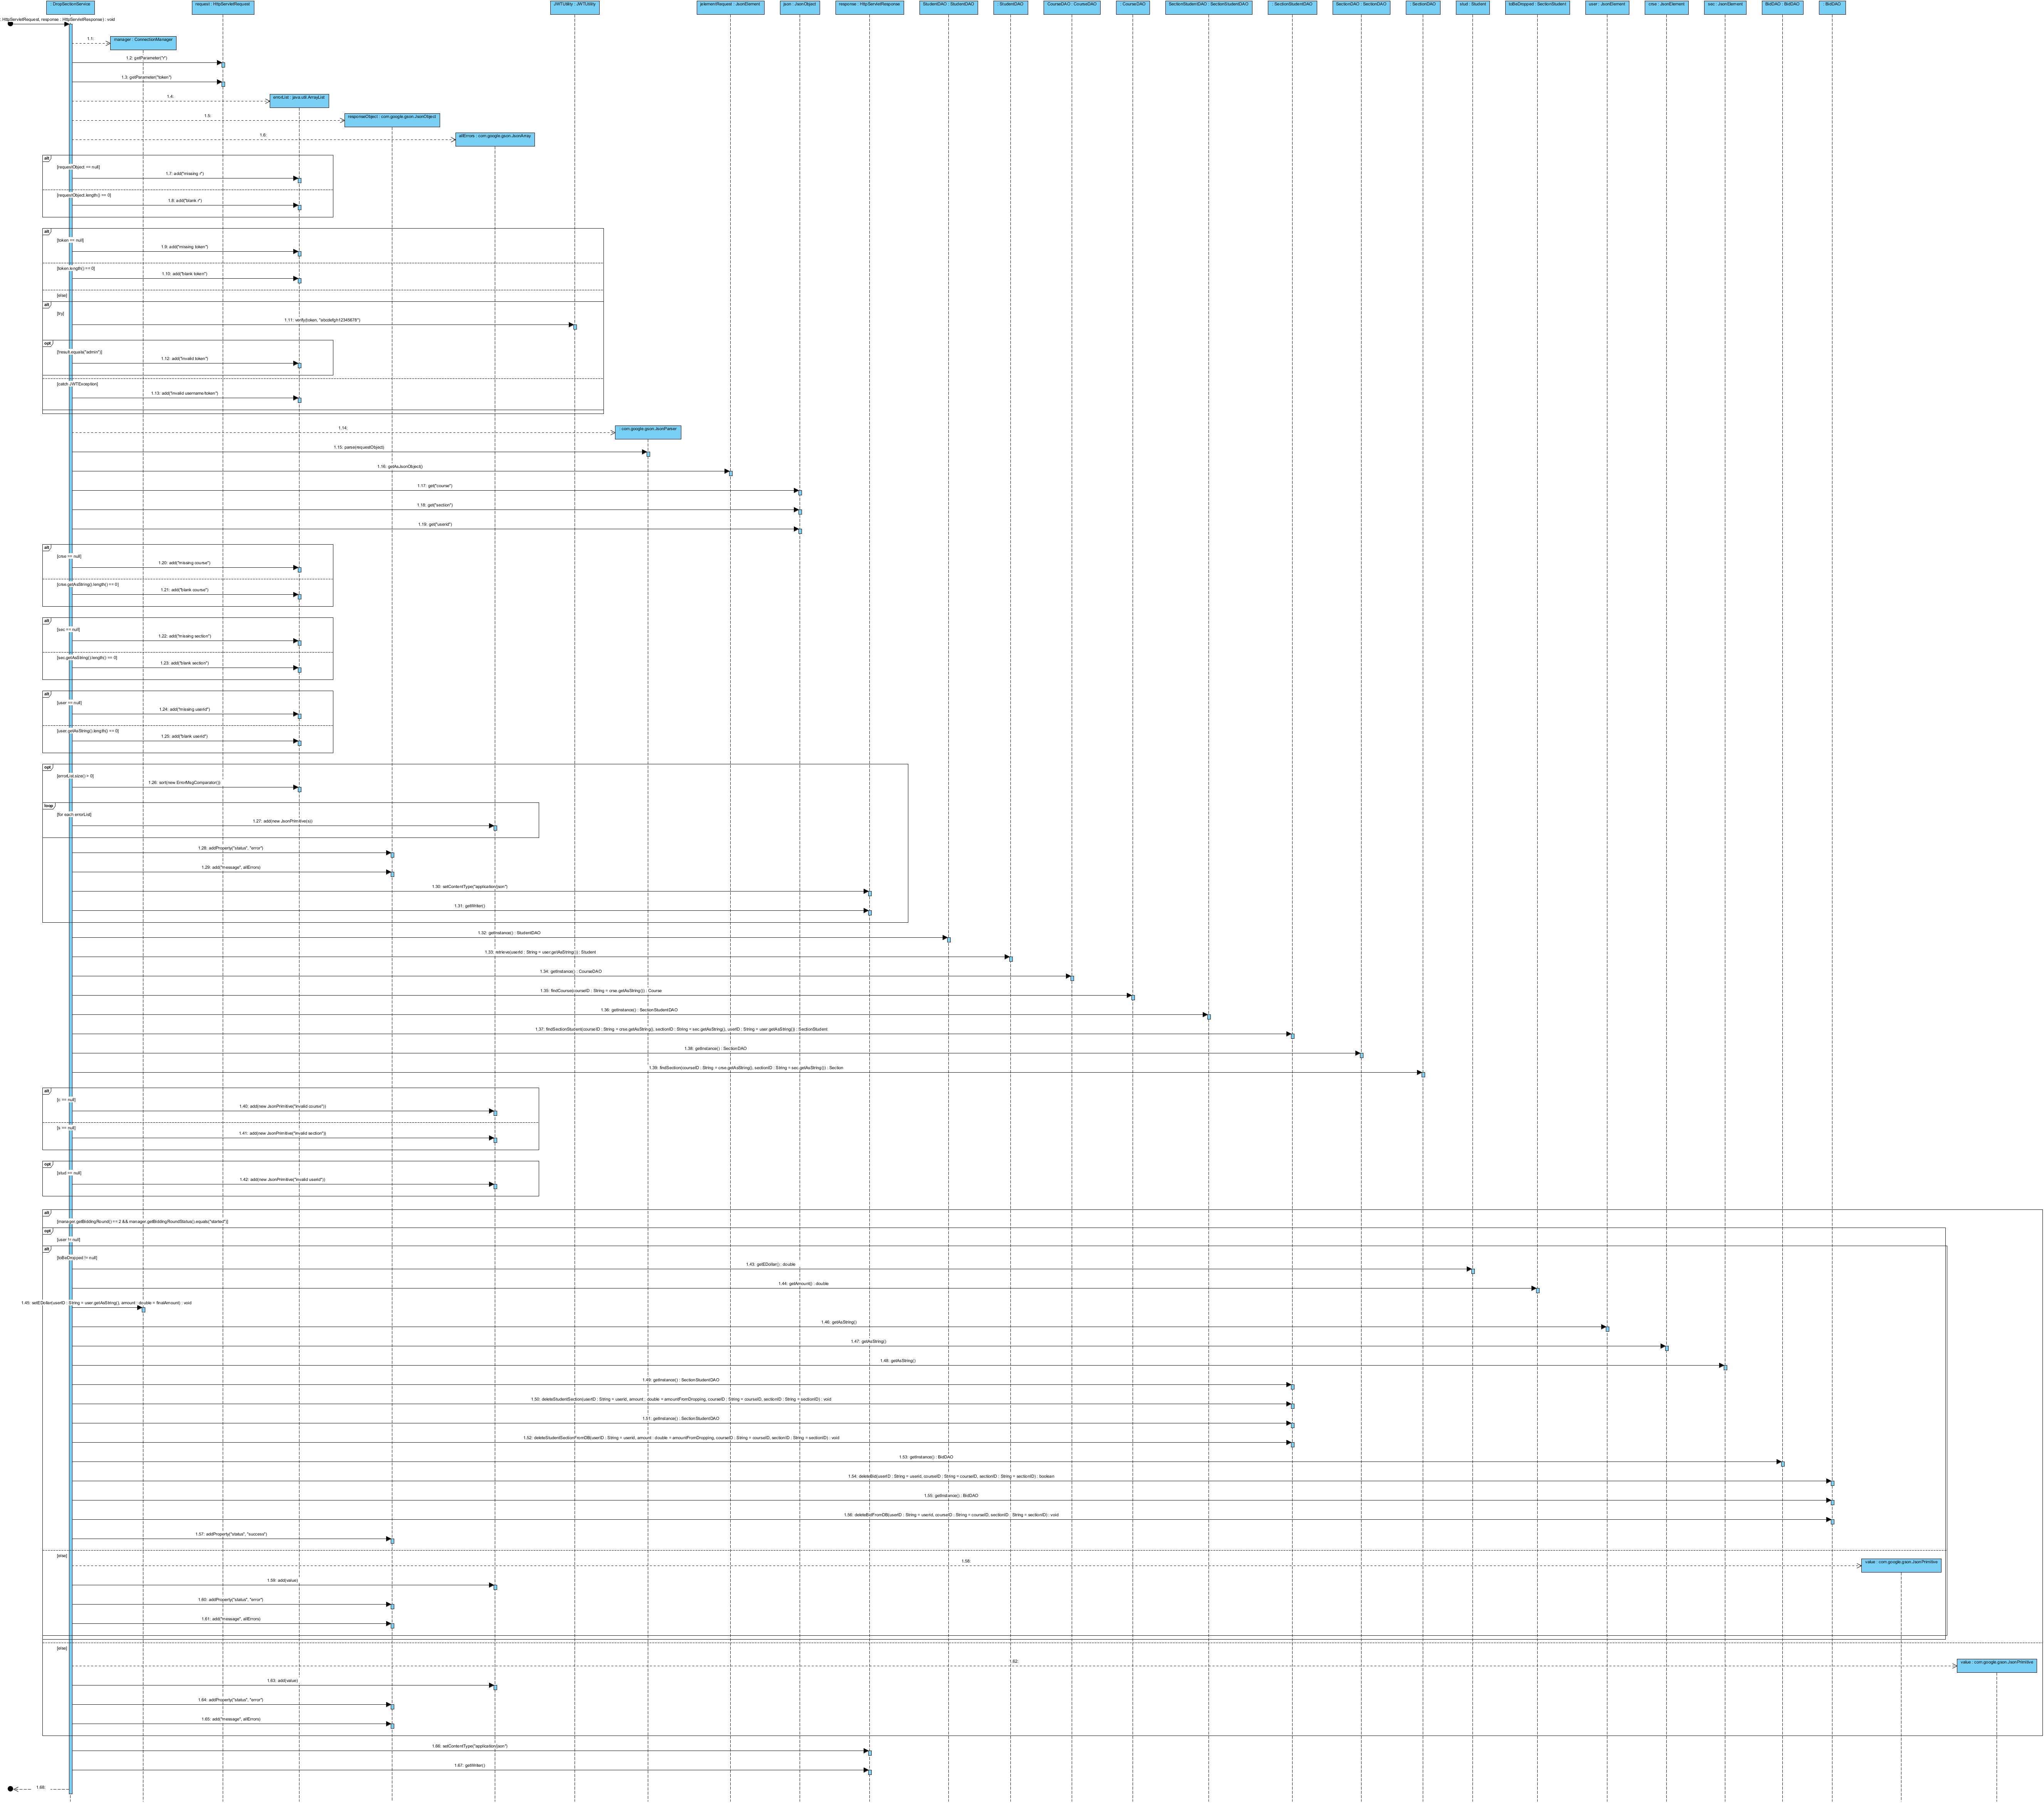 : DropSectionService
request : HttpServletRequest
: JWTUtility : JWTUtility
jelementRequest : JsonElement
json : JsonObject
response : HttpServletResponse
StudentDAO : StudentDAO
: StudentDAO
CourseDAO : CourseDAO
: CourseDAO
SectionStudentDAO : SectionStudentDAO
: SectionStudentDAO
SectionDAO : SectionDAO
: SectionDAO
stud : Student
toBeDropped : SectionStudent
user : JsonElement
crse : JsonElement
sec : JsonElement
BidDAO : BidDAO
: BidDAO
: HttpServletRequest, response : HttpServletResponse) : void
1.1:
manager : ConnectionManager
1.2: getParameter("r")
1.3: getParameter("token")
1.4:
errorList : java.util.ArrayList
1.5:
responseObject : com.google.gson.JsonObject
1.6:
allErrors : com.google.gson.JsonArray
alt
[requestObject == null]
1.7: add("missing r")
[requestObject.length() == 0]
1.8: add("blank r")
alt
[token == null]
1.9: add("missing token")
[token.length() == 0]
1.10: add("blank token")
[else]
alt
[try]
1.11: verify(token, "abcdefgh12345678")
opt
[!result.equals("admin")]
1.12: add("invalid token")
[catch JWTException]
1.13: add("invalid username/token")
1.14:
: com.google.gson.JsonParser
1.15: parse(requestObject)
1.16: getAsJsonObject()
1.17: get("course")
1.18: get("section")
1.19: get("userid")
alt
[crse == null]
1.20: add("missing course")
[crse.getAsString().length() == 0]
1.21: add("blank course")
alt
[sec == null]
1.22: add("missing section")
[sec.getAsString().length() == 0]
1.23: add("blank section")
alt
[user == null]
1.24: add("missing userid")
[user.getAsString().length() == 0]
1.25: add("blank userid")
opt
[errorList.size() > 0]
1.26: sort(new ErrorMsgComparator())
loop
[for each errorList]
1.27: add(new JsonPrimitive(s))
1.28: addProperty("status", "error")
1.29: add("message", allErrors)
1.30: setContentType("application/json")
1.31: getWriter()
1.32: getInstance() : StudentDAO
1.33: retrieve(userId : String = user.getAsString()) : Student
1.34: getInstance() : CourseDAO
1.35: findCourse(courseID : String = crse.getAsString()) : Course
1.36: getInstance() : SectionStudentDAO
1.37: findSectionStudent(courseID : String = crse.getAsString(), sectionID : String = sec.getAsString(), userID : String = user.getAsString()) : SectionStudent
1.38: getInstance() : SectionDAO
1.39: findSection(courseID : String = crse.getAsString(), sectionID : String = sec.getAsString()) : Section
alt
[c == null]
1.40: add(new JsonPrimitive("invalid course"))
[s == null]
1.41: add(new JsonPrimitive("invalid section"))
opt
[stud == null]
1.42: add(new JsonPrimitive("invalid userid"))
alt
[manager.getBiddingRound() == 2 && manager.getBiddingRoundStatus().equals("started")]
opt
[user != null]
alt
[toBeDropped != null]
1.43: getEDollar() : double
1.44: getAmount() : double
1.45: setEDollar(userID : String = user.getAsString(), amount : double = finalAmount) : void
1.46: getAsString()
1.47: getAsString()
1.48: getAsString()
1.49: getInstance() : SectionStudentDAO
1.50: deleteStudentSection(userID : String = userid, amount : double = amountFromDropping, courseID : String = courseID, sectionID : String = sectionID) : void
1.51: getInstance() : SectionStudentDAO
1.52: deleteStudentSectionFromDB(userID : String = userid, amount : double = amountFromDropping, courseID : String = courseID, sectionID : String = sectionID) : void
1.53: getInstance() : BidDAO
1.54: deleteBid(userID : String = userid, courseID : String = courseID, sectionID : String = sectionID) : boolean
1.55: getInstance() : BidDAO
1.56: deleteBidFromDB(userID : String = userid, courseID : String = courseID, sectionID : String = sectionID) : void
1.57: addProperty("status", "success")
[else]
1.58:
value : com.google.gson.JsonPrimitive
1.59: add(value)
1.60: addProperty("status", "error")
1.61: add("message", allErrors)
[else]
1.62:
value : com.google.gson.JsonPrimitive
1.63: add(value)
1.64: addProperty("status", "error")
1.65: add("message", allErrors)
1.66: setContentType("application/json")
1.67: getWriter()
1.68: